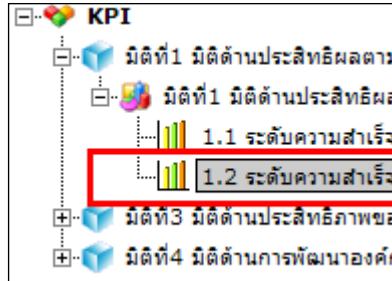 KPI
มิติที่1 มิติด้านประสิทธิผลตาม
มิติที่1 มิติด้านประสิทธิผล
1.1 ระดับความสำเร็จ
1.2 ระดับความสำเร็จ
มิติที่3 มิติด้านประสิทธิภาพขอ
มิติที่4 มิติด้านการพัฒนาองค์